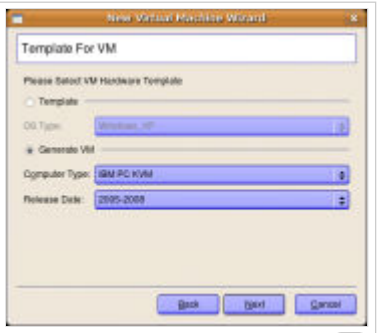 New Virtual Machine Wizard
Template For VM
Please Select VM Hardware Template
Template
OS Type: Windows_XP
Generate VM
Computer Type: IBM PC KVM
Release Date: 2005-2008
Back Next Cancel